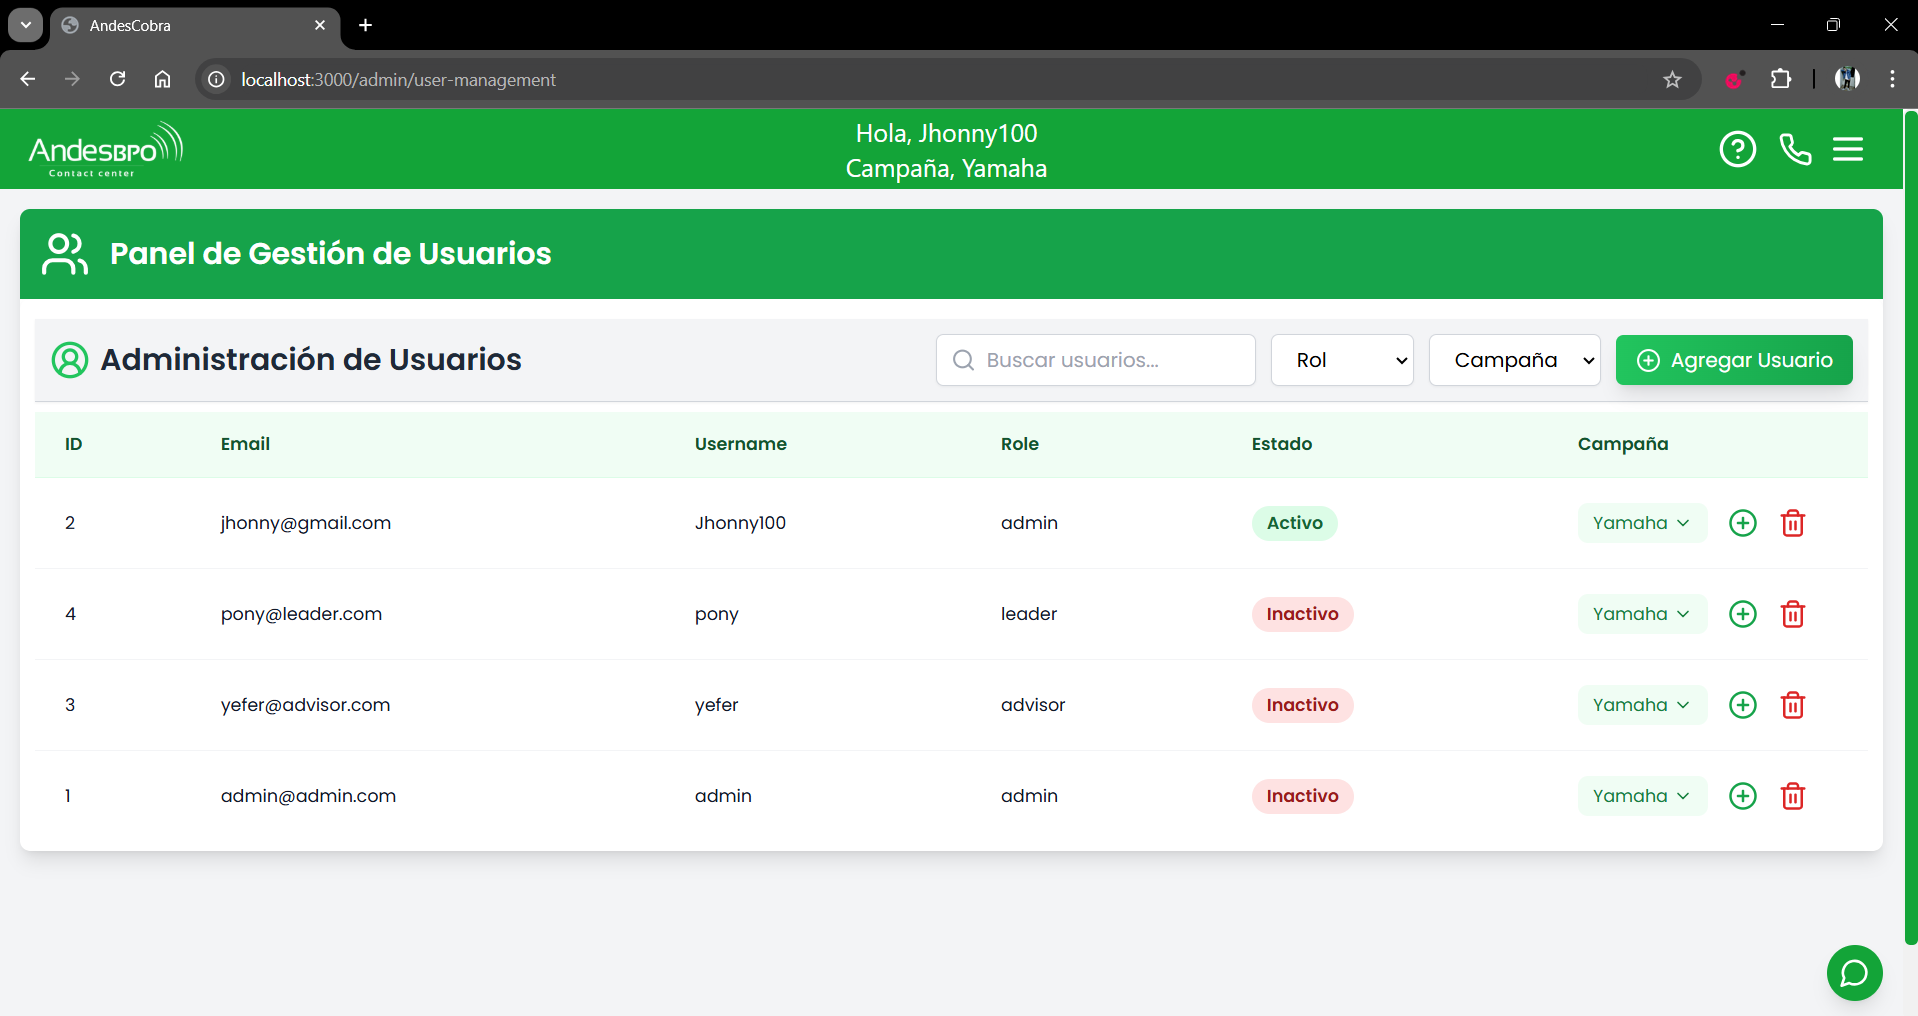 AndesCobra
localhost:3000/admin/user-management
AndesBPO
Contact center
Hola, Jhonny100
Campaña, Yamaha
Panel de Gestión de Usuarios
Administración de Usuarios
Buscar usuarios...
Rol
Campaña
Agregar Usuario
ID Email Username Role Estado Campaña
2 jhonny@gmail.com Jhonny100 admin Activo Yamaha
4 pony@leader.com pony leader Inactivo Yamaha
3 yefer@advisor.com yefer advisor Inactivo Yamaha
1 admin@admin.com admin admin Inactivo Yamaha